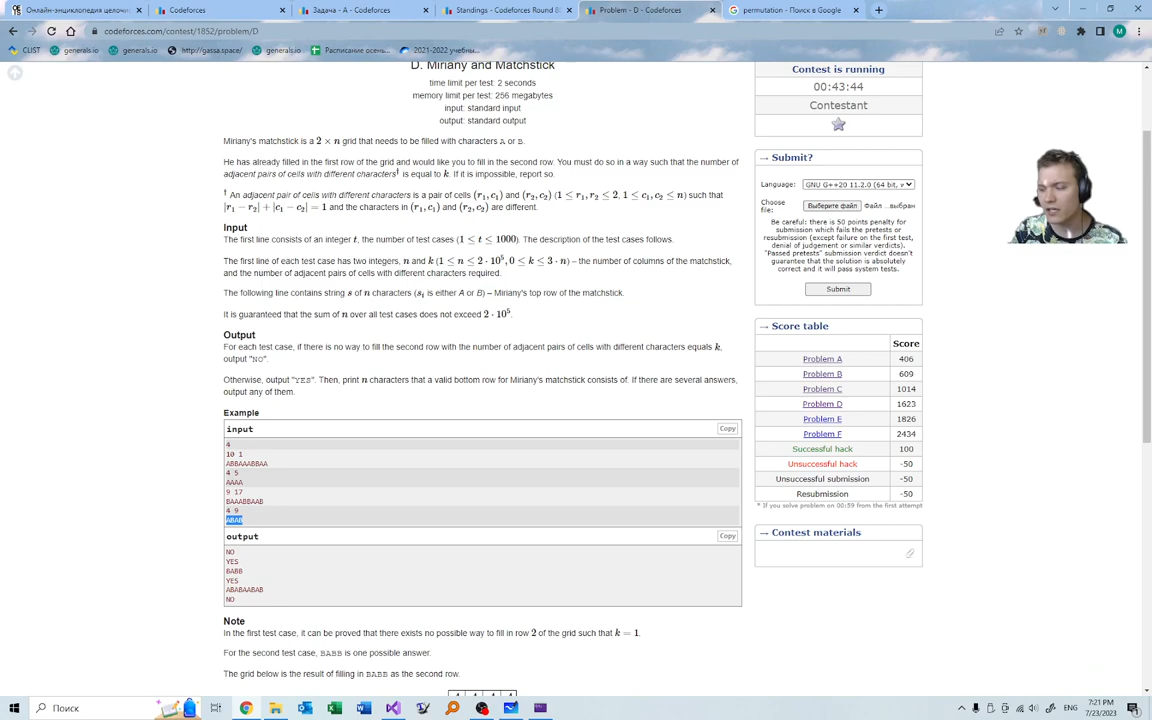 Онлайн-энциклопедия целочи
Codeforces
Задача - A - Codeforces
Standings - Codeforces Round 88
Problem - D - Codeforces
permutation - Поиск в Google
codeforces.com/contest/1852/problem/D
CLIST
generals.io
generals.io
http://gassa.space/
generals.io
Расписание осень...
2021-2022 учебны...
D. Miriany and Matchstick
time limit per test: 2 seconds
memory limit per test: 256 megabytes
input: standard input
output: standard output
Miriany's matchstick is a 2 × n grid that needs to be filled with characters A or B.
He has already filled in the first row of the grid and would like you to fill in the second row. You must do so in a way such that the number of
adjacent pairs of cells with different characters† is equal to k. If it is impossible, report so.
† An adjacent pair of cells with different characters is a pair of cells (r1, c1) and (r2, c2) (1 ≤ r1, r2 ≤ 2, 1 ≤ c1, c2 ≤ n) such that
|r1 − r2| + |c1 − c2| = 1 and the characters in (r1, c1) and (r2, c2) are different.
Input
The first line consists of an integer t, the number of test cases (1 ≤ t ≤ 1000). The description of the test cases follows.
The first line of each test case has two integers, n and k (1 ≤ n ≤ 2 · 10^5, 0 ≤ k ≤ 3 · n) – the number of columns of the matchstick,
and the number of adjacent pairs of cells with different characters required.
The following line contains string s of n characters (si is either A or B) – Miriany's top row of the matchstick.
It is guaranteed that the sum of n over all test cases does not exceed 2 · 10^5.
Output
For each test case, if there is no way to fill the second row with the number of adjacent pairs of cells with different characters equals k,
output "NO".
Otherwise, output "YES". Then, print n characters that a valid bottom row for Miriany's matchstick consists of. If there are several answers,
output any of them.
Example
input
Copy
4
10 1
ABBAAABBAA
4 5
AAAA
9 17
BAAABBAAB
4 9
ABAB
output
Copy
NO
YES
BABB
YES
ABABAABAB
NO
Note
In the first test case, it can be proved that there exists no possible way to fill in row 2 of the grid such that k = 1.
For the second test case, BABB is one possible answer.
The grid below is the result of filling in BABB as the second row.
Contest is running
00:43:44
Contestant
→ Submit?
Language:
GNU G++20 11.2.0 (64 bit, v
Choose
file:
Выберите файл
Файл ...выбран
Be careful: there is 50 points penalty for
submission which fails the pretests or
resubmission (except failure on the first test,
denial of judgement or similar verdicts).
"Passed pretests" submission verdict doesn't
guarantee that the solution is absolutely
correct and it will pass system tests.
Submit
→ Score table
Score
Problem A 406
Problem B 609
Problem C 1014
Problem D 1623
Problem E 1826
Problem F 2434
Successful hack 100
Unsuccessful hack -50
Unsuccessful submission -50
Resubmission -50
* If you solve problem on 00:59 from the first attempt
→ Contest materials
Поиск
ENG
7:21 PM
7/23/2023